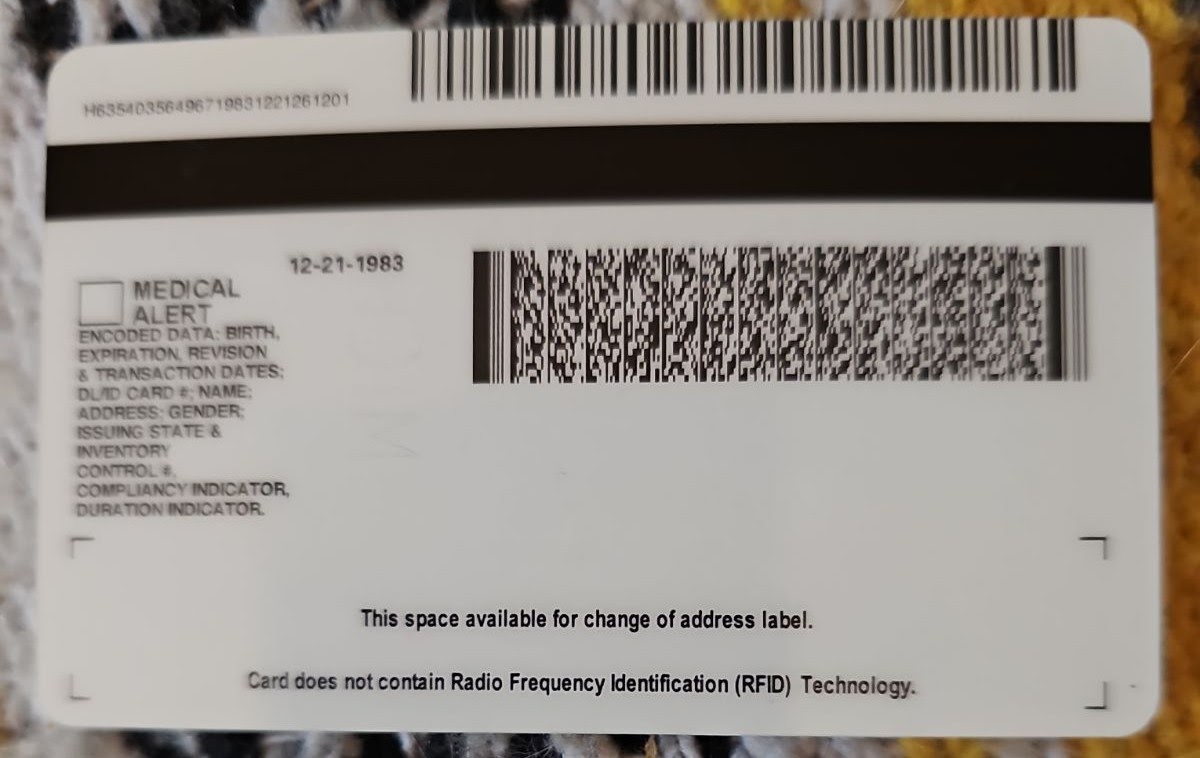 H63540356496719831221261201
12-21-1983
MEDICAL
ALERT
ENCODED DATA: BIRTH,
EXPIRATION, REVISION
& TRANSACTION DATES;
DL/ID CARD #; NAME;
ADDRESS; GENDER;
ISSUING STATE &
INVENTORY
CONTROL #,
COMPLIANCY INDICATOR,
DURATION INDICATOR.
This space available for change of address label.
Card does not contain Radio Frequency Identification (RFID) Technology.